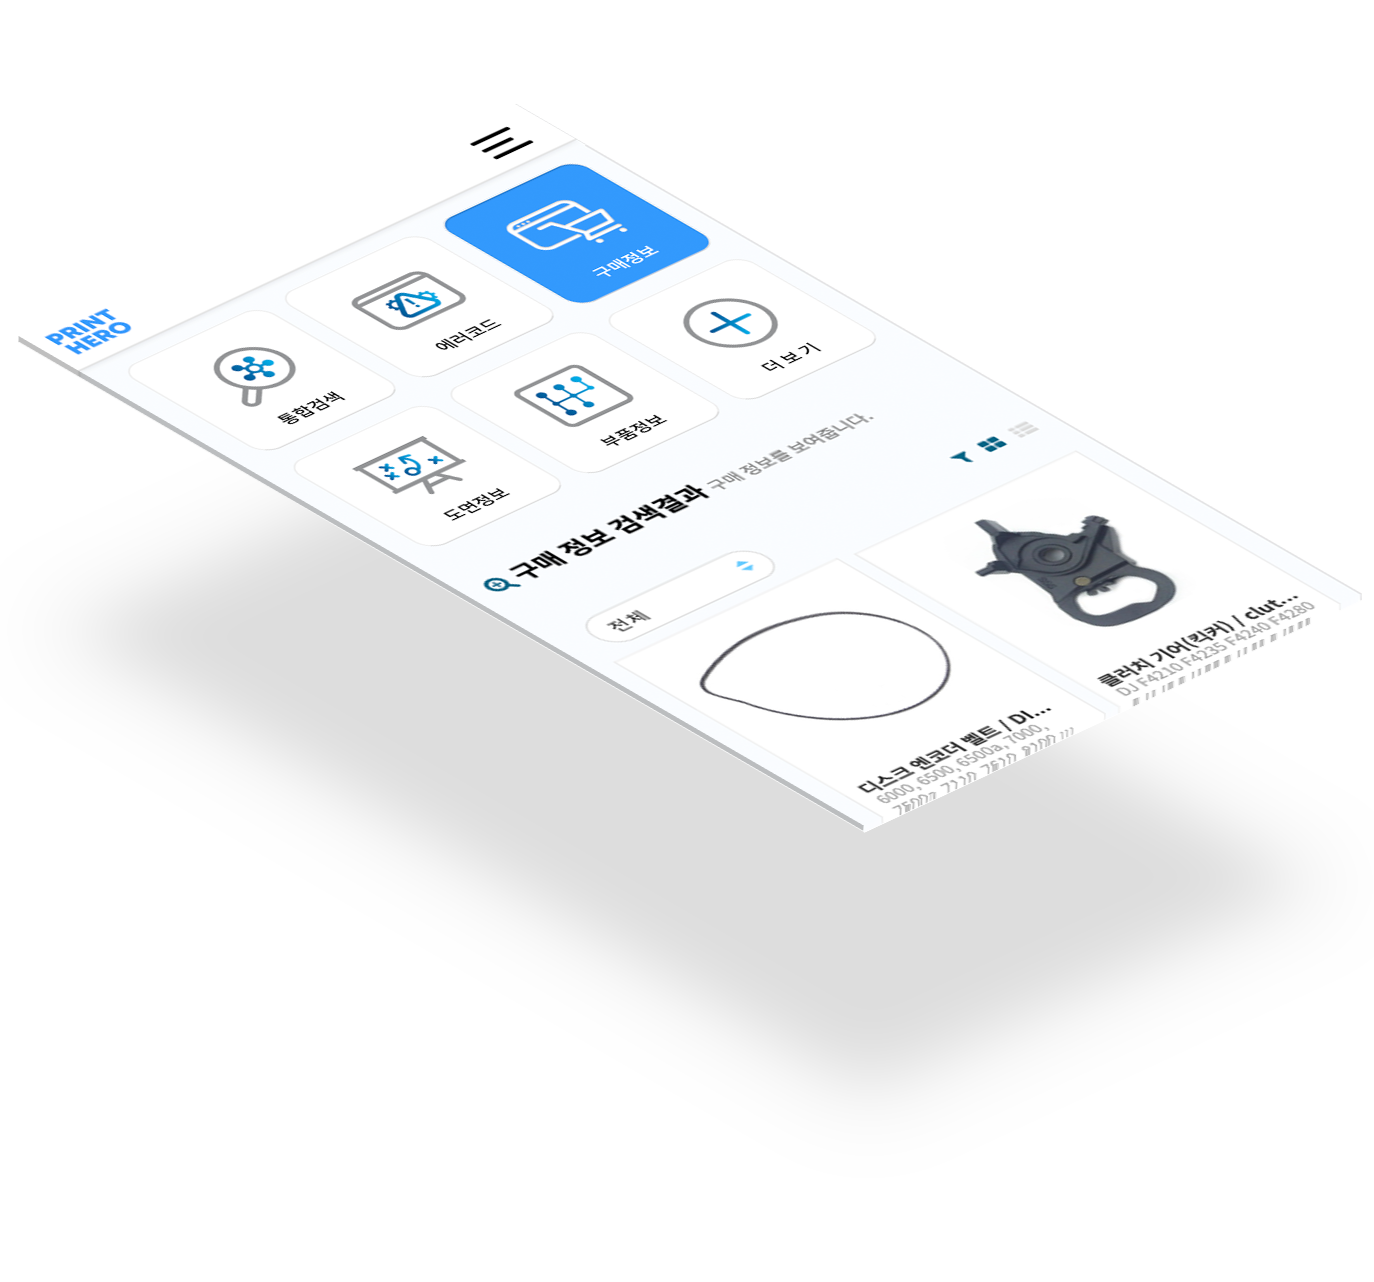 PRINT
HERO
통합검색
에러코드
구매정보
도면정보
부품정보
더 보기
구매 정보 검색결과 구매 정보를 보여줍니다.
전체
디스크 엔코더 벨트 / DI...
6000, 6500, 6500a, 7000,
클러치 기어(킥커) / clut...
DJ F4210 F4235 F4240 F4280